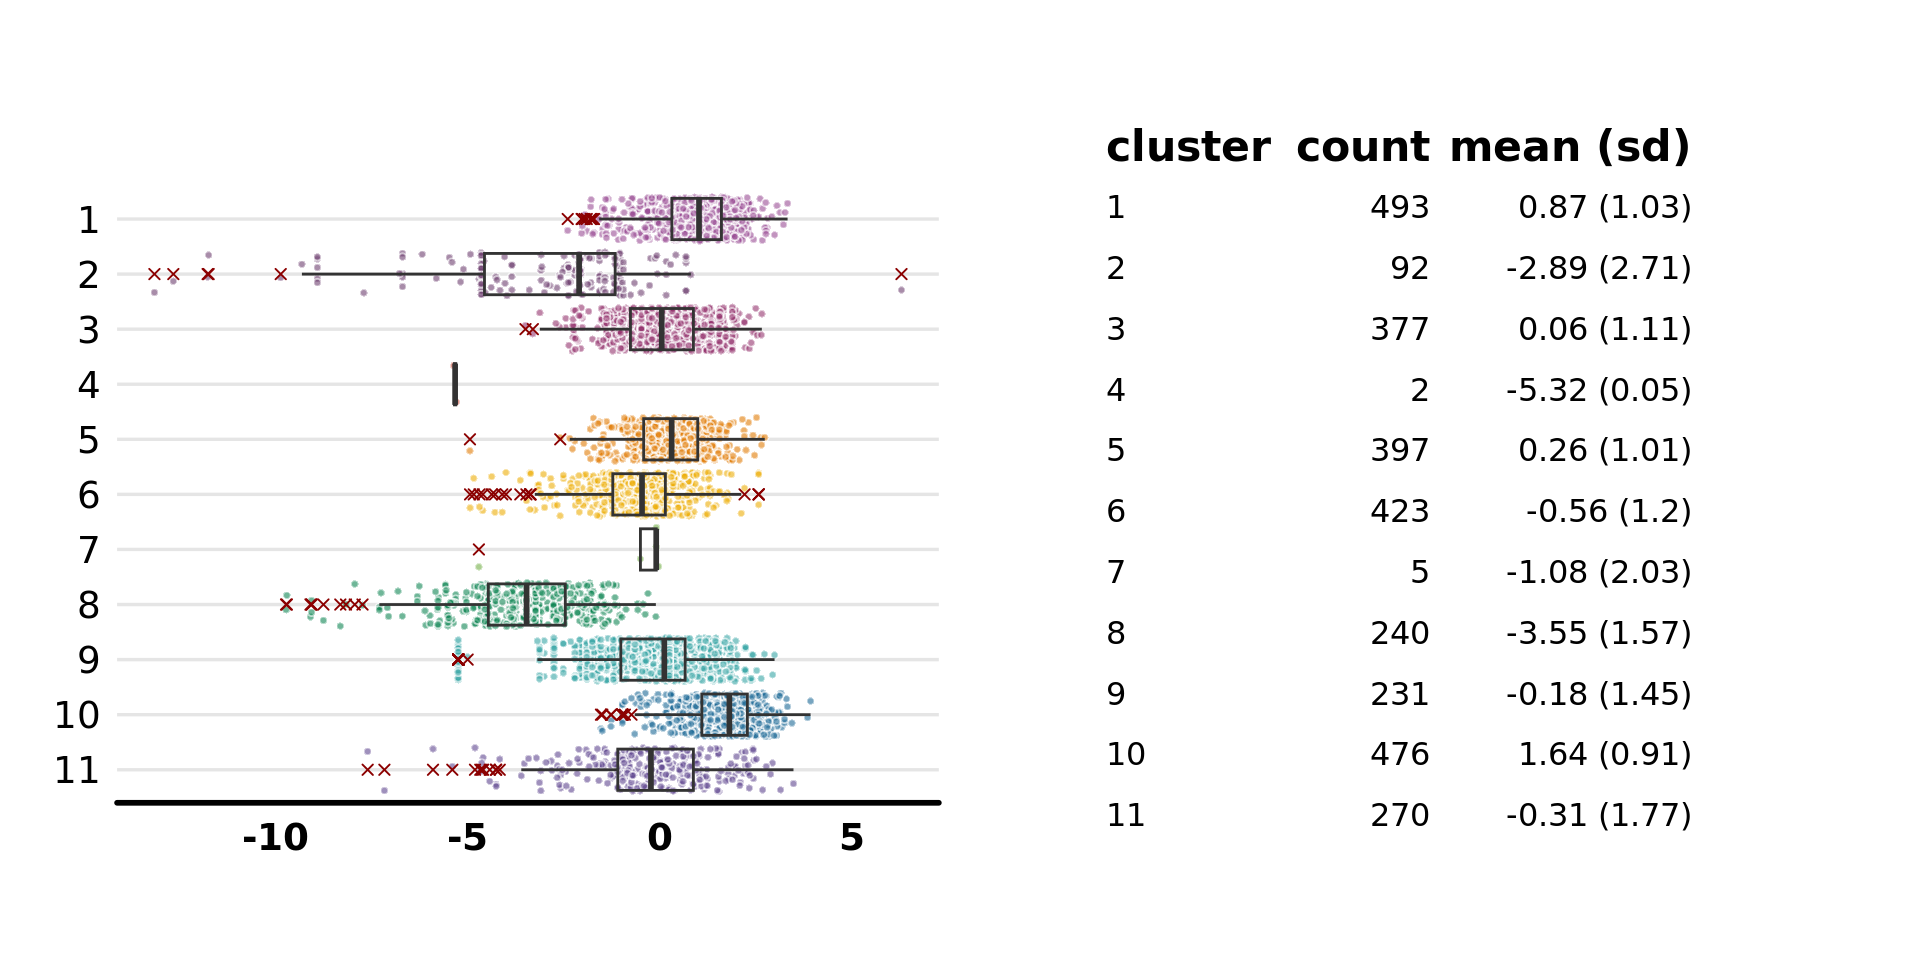 cluster count mean (sd)
1 493 0.87 (1.03)
2 92 -2.89 (2.71)
3 377 0.06 (1.11)
4 2 -5.32 (0.05)
5 397 0.26 (1.01)
6 423 -0.56 (1.2)
7 5 -1.08 (2.03)
8 240 -3.55 (1.57)
9 231 -0.18 (1.45)
10 476 1.64 (0.91)
11 270 -0.31 (1.77)
1
2
3
4
5
6
7
8
9
10
11
-10 -5 0 5